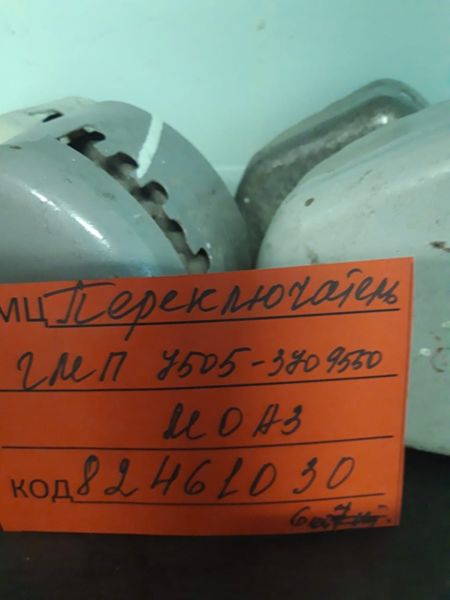 МЦ Переключатель
ГМП 7505-3709550
МОАЗ
КОД 82461030